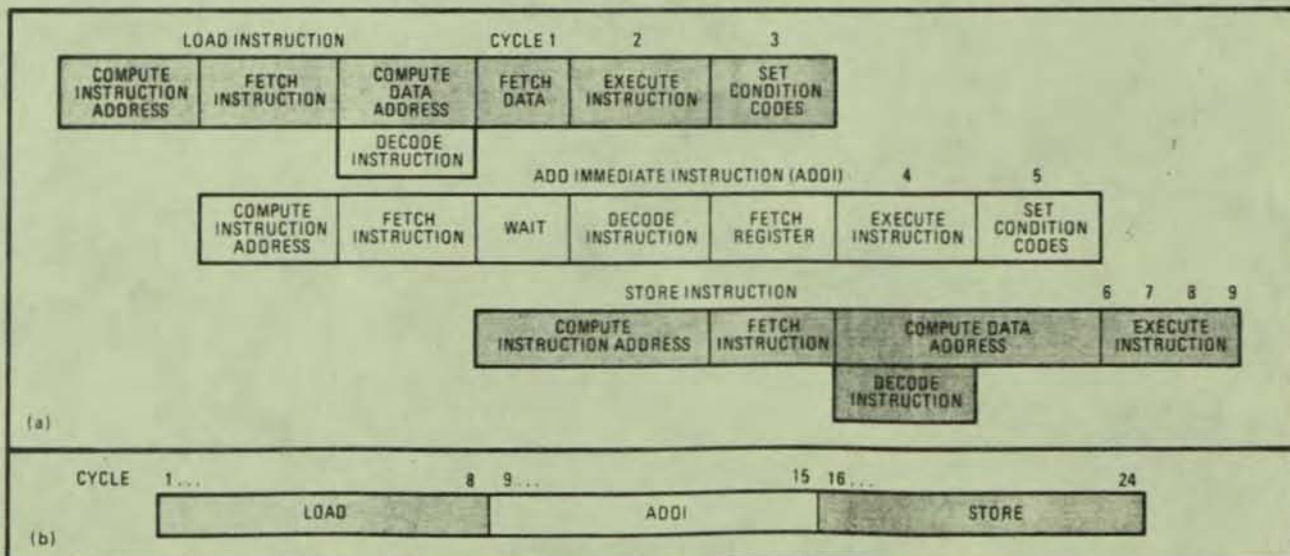 LOAD INSTRUCTION CYCLE 1 2 3
COMPUTE INSTRUCTION ADDRESS
FETCH INSTRUCTION
COMPUTE DATA ADDRESS
FETCH DATA
EXECUTE INSTRUCTION
SET CONDITION CODES
DECODE INSTRUCTION
ADD IMMEDIATE INSTRUCTION (ADDI) 4 5
COMPUTE INSTRUCTION ADDRESS
FETCH INSTRUCTION
WAIT
DECODE INSTRUCTION
FETCH REGISTER
EXECUTE INSTRUCTION
SET CONDITION CODES
STORE INSTRUCTION 6 7 8 9
COMPUTE INSTRUCTION ADDRESS
FETCH INSTRUCTION
COMPUTE DATA ADDRESS
EXECUTE INSTRUCTION
DECODE INSTRUCTION
(a)
CYCLE 1... 8 9... 15 16... 24
LOAD ADDI STORE
(b)